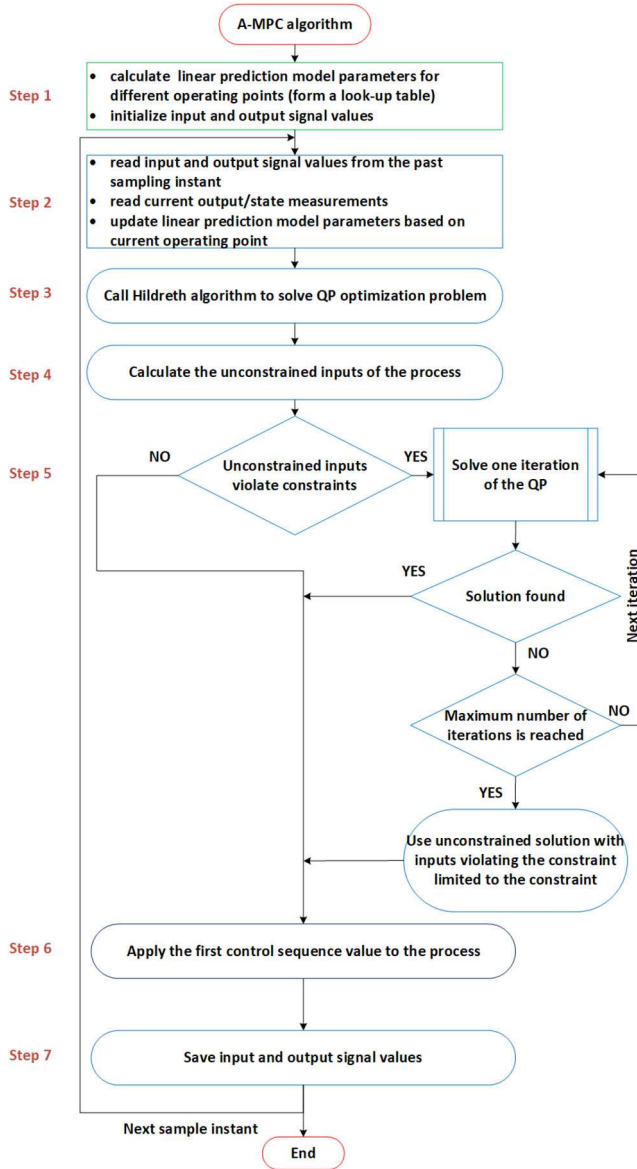 A-MPC algorithm
Step 1
• calculate linear prediction model parameters for
different operating points (form a look-up table)
• initialize input and output signal values
Step 2
• read input and output signal values from the past
sampling instant
• read current output/state measurements
• update linear prediction model parameters based on
current operating point
Step 3
Call Hildreth algorithm to solve QP optimization problem
Step 4
Calculate the unconstrained inputs of the process
Step 5
NO
Unconstrained inputs
violate constraints
YES
Solve one iteration
of the QP
Next iteration
YES
Solution found
NO
Maximum number of
iterations is reached
NO
YES
Use unconstrained solution with
inputs violating the constraint
limited to the constraint
Step 6
Apply the first control sequence value to the process
Step 7
Save input and output signal values
Next sample instant
End